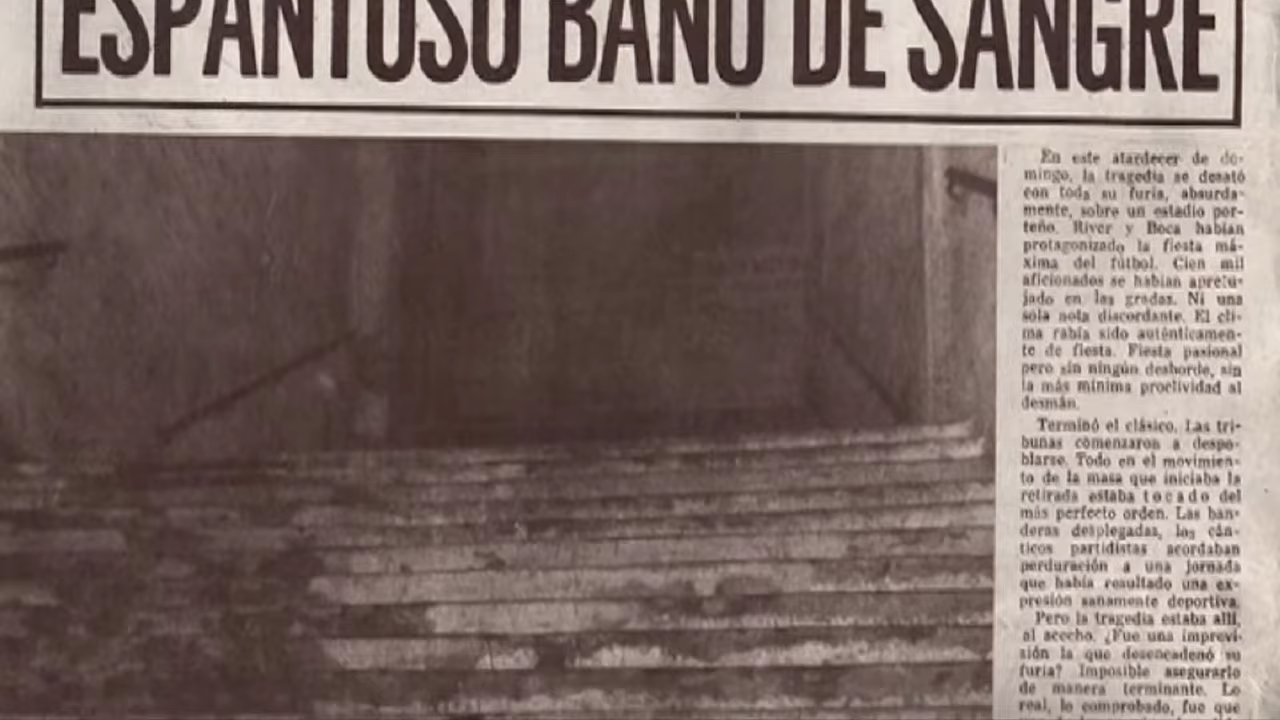 ESPANTOSO BAÑO DE SANGRE
En este atardecer de do-
mingo, la tragedia se desató
con toda su furia, absurda-
mente, sobre un estadio por-
teño. River y Boca habían
protagonizado la fiesta má-
xima del fútbol. Cien mil
aficionados se habían apretu-
jado en las gradas. Ni una
sola nota discordante. El cli-
ma rabía sido auténticamen-
te de fiesta. Fiesta pasional
pero sin ningún desborde, sin
la más mínima proclividad al
desmán.
Terminó el clásico. Las tri-
bunas comenzaron a despo-
blarse. Todo en el movimien-
to de la masa que iniciaba la
retirada estaba tocado del
más perfecto orden. Las ban-
deras desplegadas, los cán-
ticos partidistas acordaban
perduración a una jornada
que había resultado una ex-
presión sanamente deportiva.
Pero la tragedia estaba allí,
al acecho. ¿Fue una imprevi-
sión la que desencadenó su
furia? Imposible asegurarlo
de manera terminante. Lo
real, lo comprobado, fue que